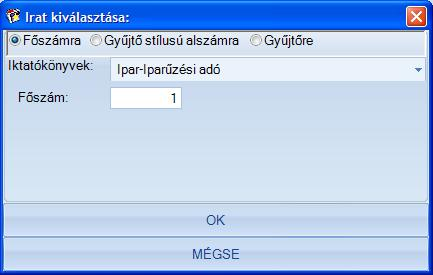 Irat kiválasztása:
Főszámra Gyűjtő stílusú alszámra Gyűjtőre
Iktatókönyvek: Ipar-Iparűzési adó
Főszám: 1
OK
MÉGSE